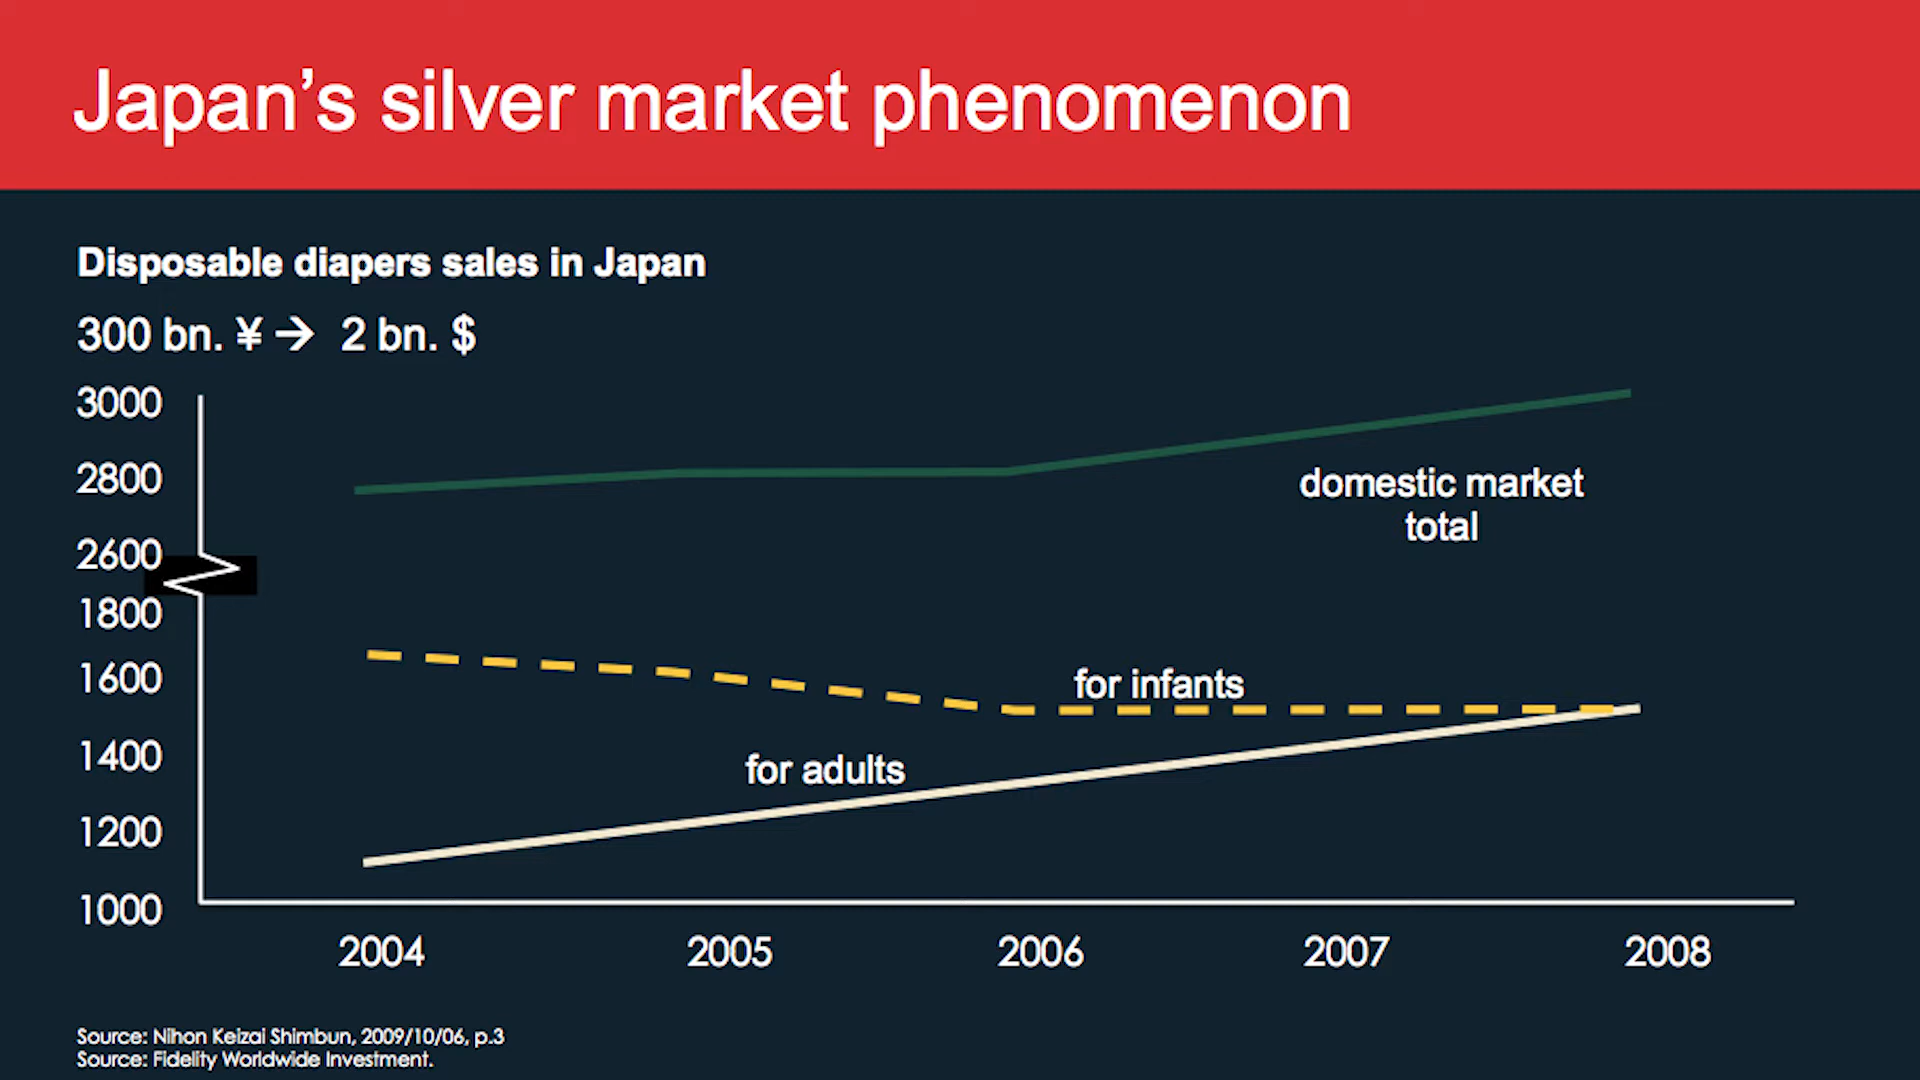 Japan's silver market phenomenon
Disposable diapers sales in Japan
300 bn. ¥ → 2 bn. $
3000
2800
2600
1800
1600
1400
1200
1000
domestic market
total
for infants
for adults
2004 2005 2006 2007 2008
Source: Nihon Keizai Shimbun, 2009/10/06, p.3
Source: Fidelity Worldwide Investment.